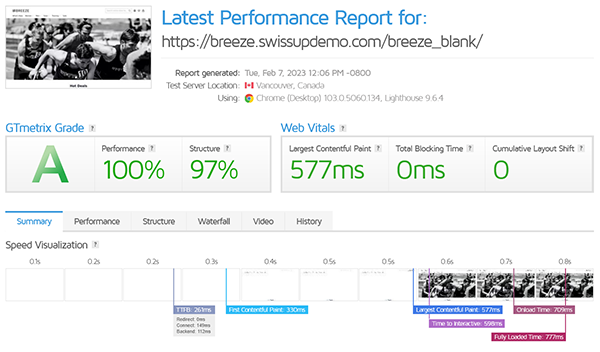 BREEZE
Hot Deals
Latest Performance Report for:
https://breeze.swissupdemo.com/breeze_blank/
Report generated: Tue, Feb 7, 2023 12:06 PM -0800
Test Server Location: Vancouver, Canada
Using: Chrome (Desktop) 103.0.5060.134, Lighthouse 9.6.4
GTmetrix Grade ?
A
Performance ?
100%
Structure ?
97%
Web Vitals ?
Largest Contentful Paint ?
577ms
Total Blocking Time ?
0ms
Cumulative Layout Shift ?
0
Summary Performance Structure Waterfall Video History
Speed Visualization ?
0.1s 0.2s 0.2s 0.3s 0.4s 0.5s 0.6s 0.7s 0.8s
TTFB: 261ms
Redirect: 0ms
Connect: 149ms
Backend: 112ms
First Contentful Paint: 330ms
Largest Contentful Paint: 577ms
Onload Time: 709ms
Time to Interactive: 598ms
Fully Loaded Time: 777ms